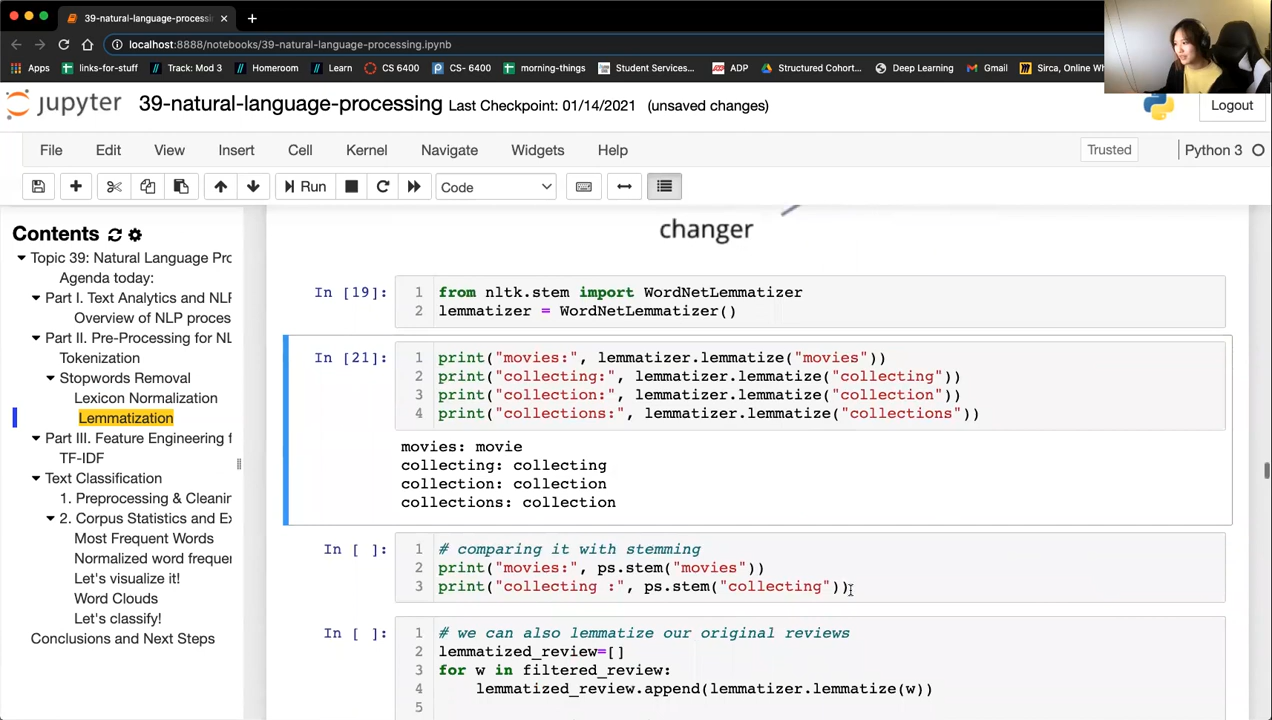 39-natural-language-processin
localhost:8888/notebooks/39-natural-language-processing.ipynb
Apps links-for-stuff Track: Mod 3 Homeroom Learn CS 6400 CS- 6400 morning-things Student Services... ADP Structured Cohort... Deep Learning Gmail Sirca, Online
jupyter 39-natural-language-processing Last Checkpoint: 01/14/2021 (unsaved changes) Logout
File Edit View Insert Cell Kernel Navigate Widgets Help Trusted Python 3
Run Code
Contents
Topic 39: Natural Language Prc
Agenda today:
Part I. Text Analytics and NLF
Overview of NLP proces
Part II. Pre-Processing for NL
Tokenization
Stopwords Removal
Lexicon Normalization
Lemmatization
Part III. Feature Engineering f
TF-IDF
Text Classification
1. Preprocessing & Cleanin
2. Corpus Statistics and Ex
Most Frequent Words
Normalized word frequer
Let's visualize it!
Word Clouds
Let's classify!
Conclusions and Next Steps
changer
In [19]:
1 from nltk.stem import WordNetLemmatizer
2 lemmatizer = WordNetLemmatizer()
In [21]:
1 print("movies:", lemmatizer.lemmatize("movies"))
2 print("collecting:", lemmatizer.lemmatize("collecting"))
3 print("collection:", lemmatizer.lemmatize("collection"))
4 print("collections:", lemmatizer.lemmatize("collections"))
movies: movie
collecting: collecting
collection: collection
collections: collection
In [ ]:
1 # comparing it with stemming
2 print("movies:", ps.stem("movies"))
3 print("collecting :", ps.stem("collecting"))
In [ ]:
1 # we can also lemmatize our original reviews
2 lemmatized_review=[]
3 for w in filtered_review:
4 lemmatized_review.append(lemmatizer.lemmatize(w))
5